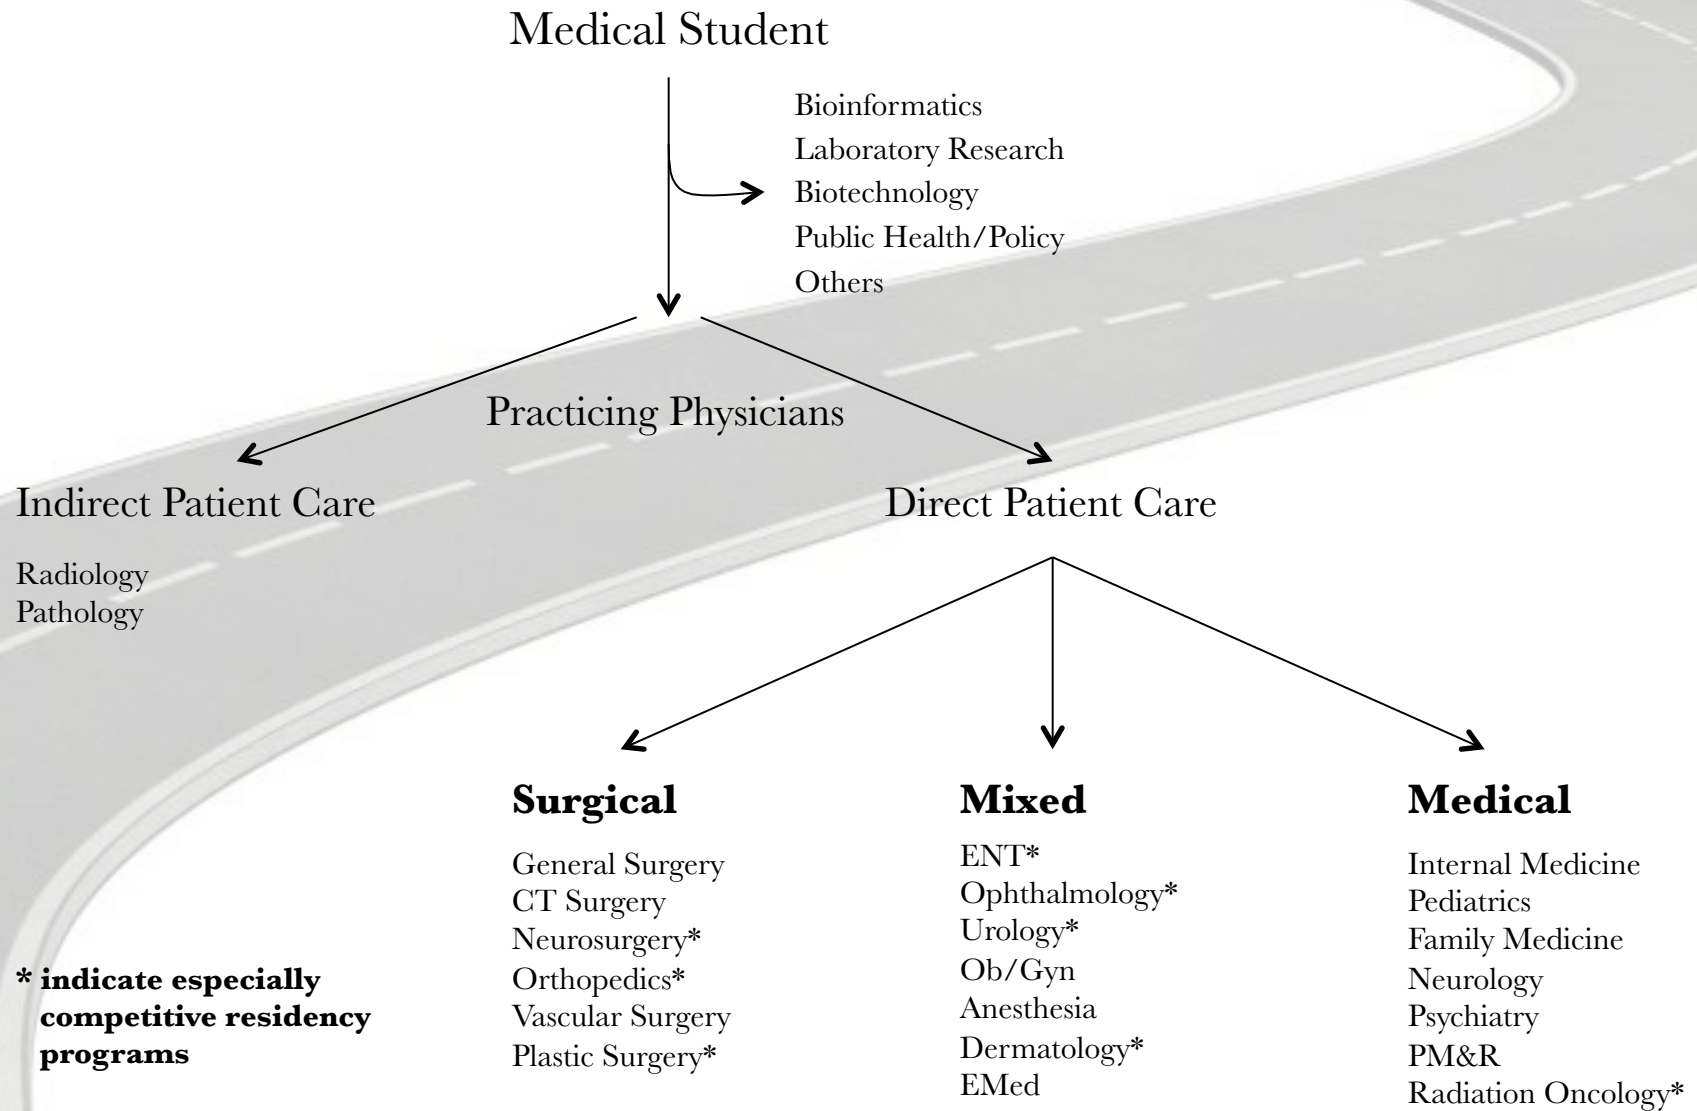 Medical Student
Bioinformatics
Laboratory Research
Biotechnology
Public Health/Policy
Others
Practicing Physicians
Indirect Patient Care
Radiology
Pathology
Direct Patient Care
Surgical
General Surgery
CT Surgery
Neurosurgery*
Orthopedics*
Vascular Surgery
Plastic Surgery*
Mixed
ENT*
Ophthalmology*
Urology*
Ob/Gyn
Anesthesia
Dermatology*
EMed
Medical
Internal Medicine
Pediatrics
Family Medicine
Neurology
Psychiatry
PM&R
Radiation Oncology*
* indicate especially
competitive residency
programs